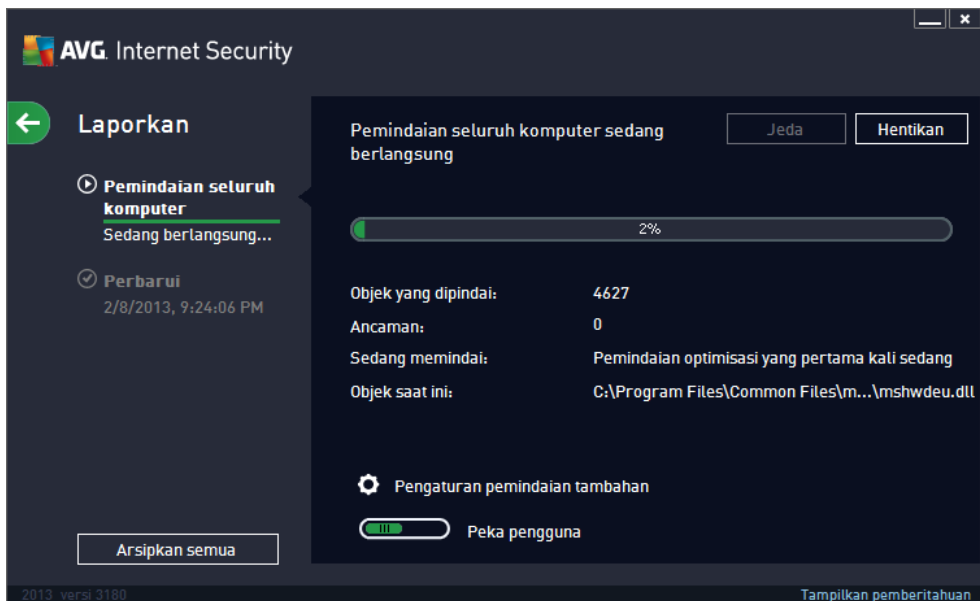 AVG. Internet Security
Laporkan
Pemindaian seluruh
komputer
Sedang berlangsung...
Perbarui
2/8/2013, 9:24:06 PM
Arsipkan semua
Pemindaian seluruh komputer sedang
berlangsung
Jeda
Hentikan
2%
Objek yang dipindai: 4627
Ancaman: 0
Sedang memindai: Pemindaian optimisasi yang pertama kali sedang
Objek saat ini: C:\Program Files\Common Files\m...\mshwdeu.dll
Pengaturan pemindaian tambahan
Peka pengguna
2013 versi 3180
Tampilkan pemberitahuan